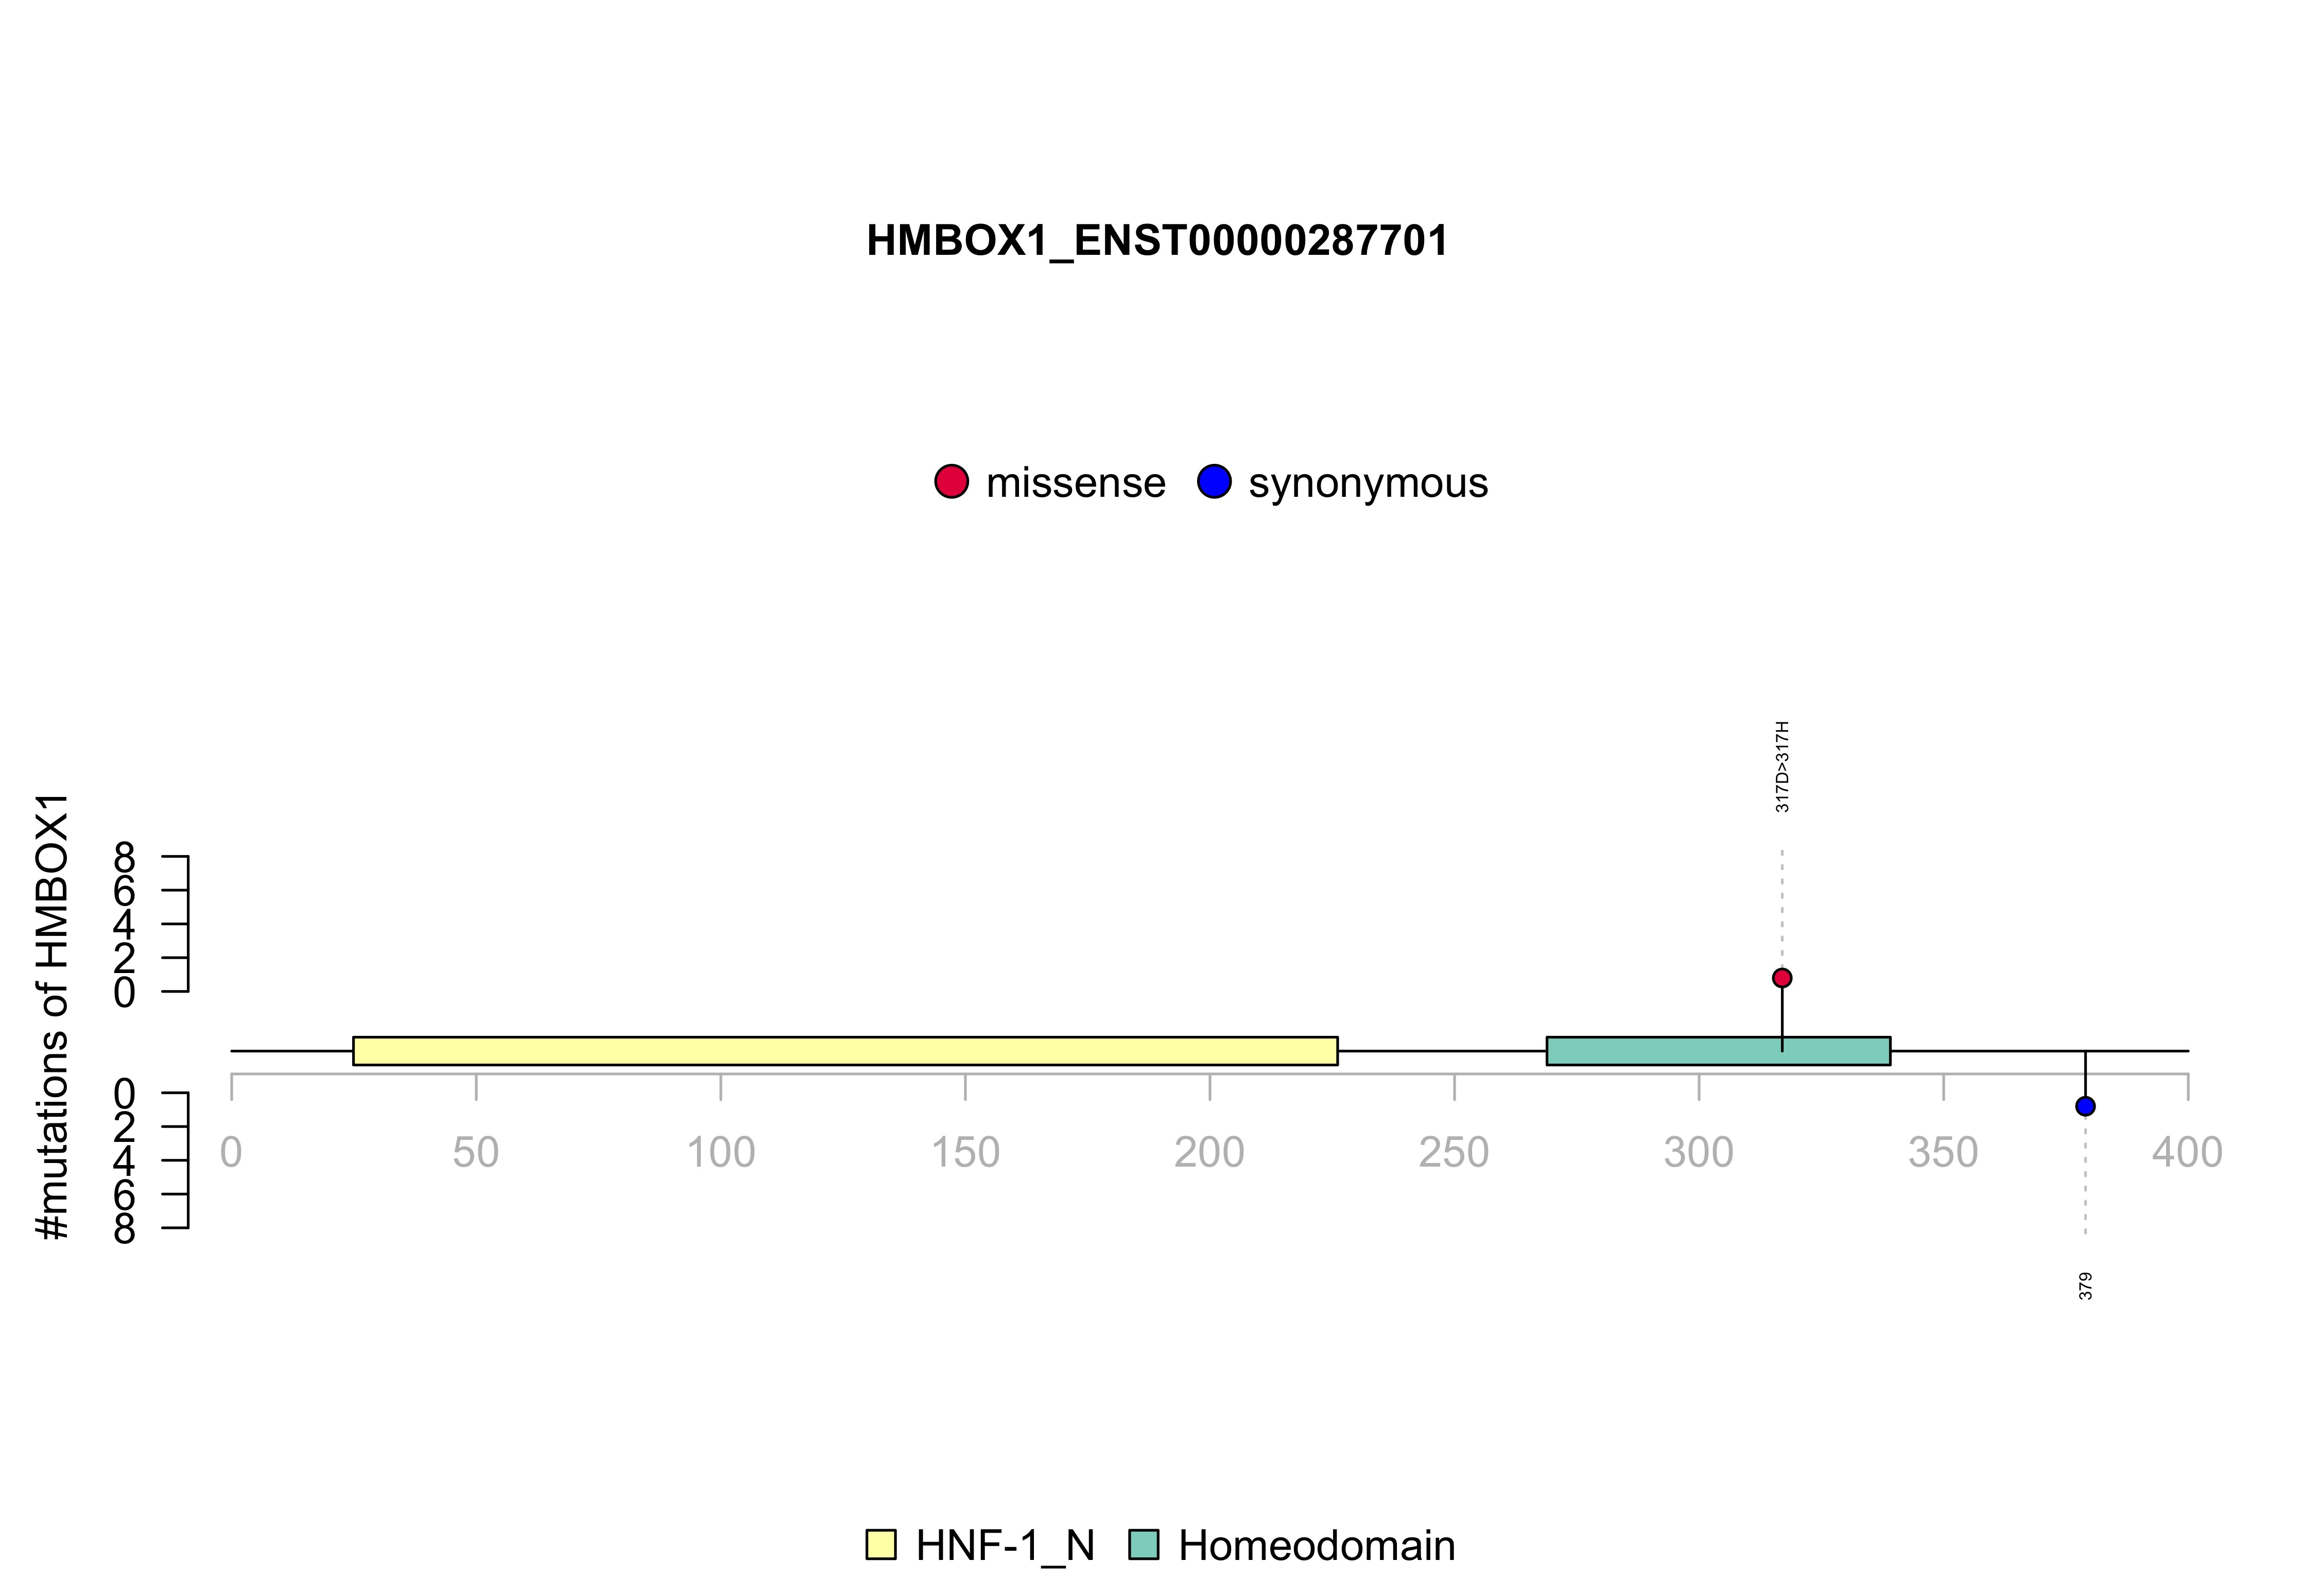 HMBOX1_ENST00000287701
missense synonymous
317D>317H
#mutations of HMBOX1
8
6
4
2
0
0
2
4
6
8
0 50 100 150 200 250 300 350 400
379
HNF-1_N Homeodomain